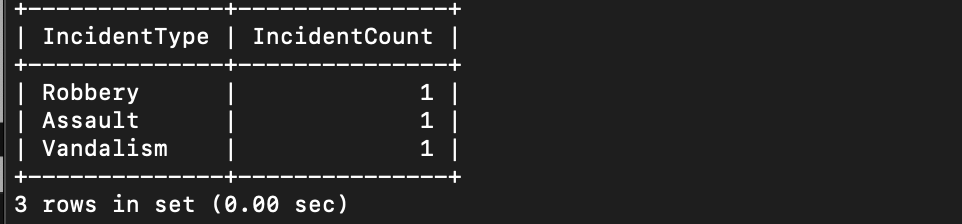 +--------------+---------------+
| IncidentType | IncidentCount |
+--------------+---------------+
| Robbery      |             1 |
| Assault      |             1 |
| Vandalism    |             1 |
+--------------+---------------+
3 rows in set (0.00 sec)